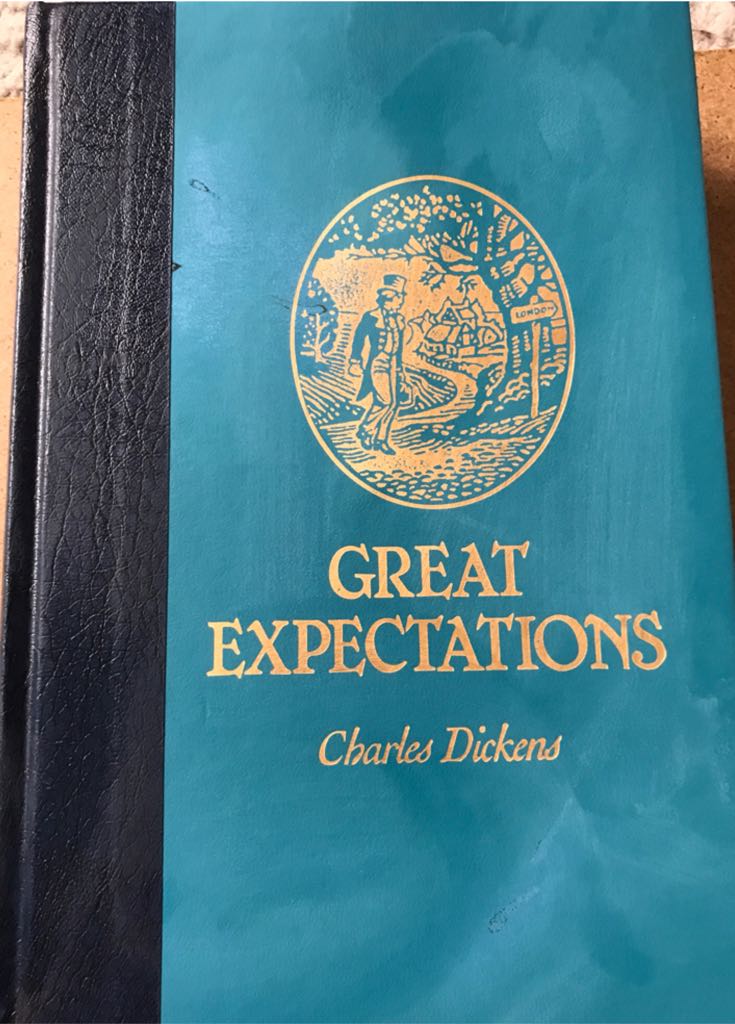 LONDON
GREAT
EXPECTATIONS
Charles Dickens